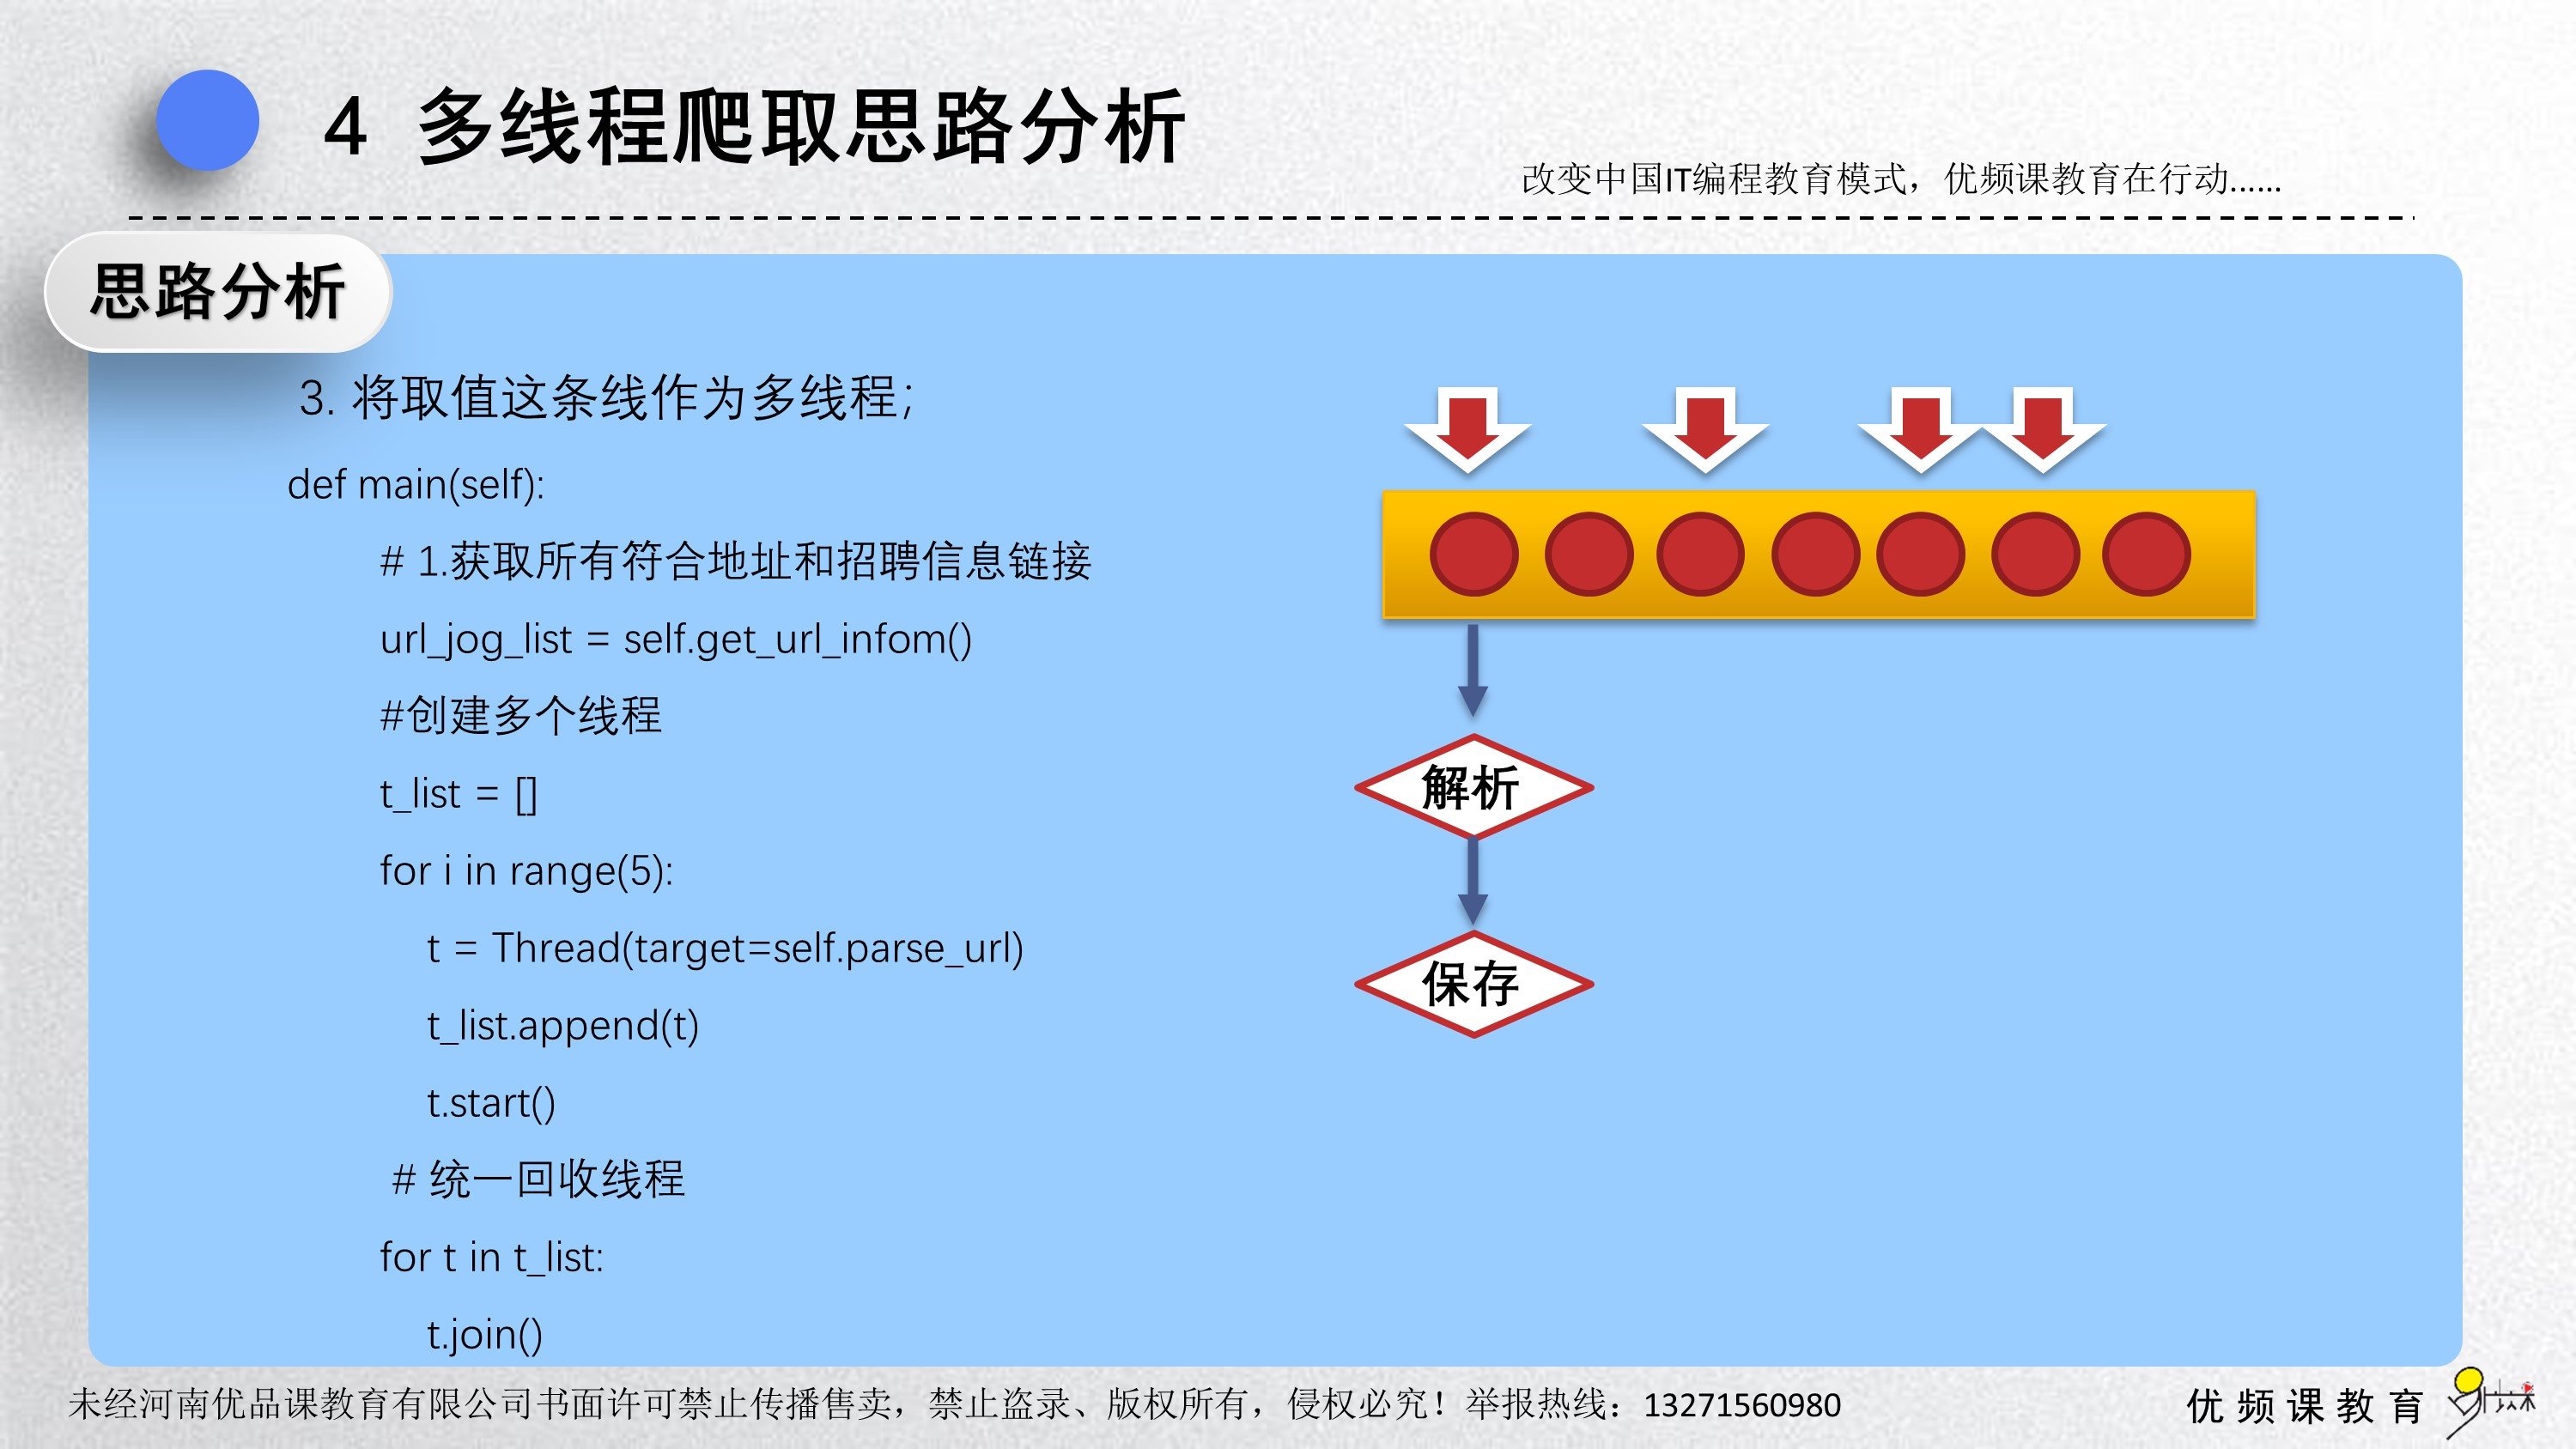 4 多线程爬取思路分析
改变中国IT编程教育模式，优频课教育在行动......
思路分析
3. 将取值这条线作为多线程；
def main(self):
# 1.获取所有符合地址和招聘信息链接
url_jog_list = self.get_url_infom()
#创建多个线程
t_list = []
for i in range(5):
t = Thread(target=self.parse_url)
t_list.append(t)
t.start()
# 统一回收线程
for t in t_list:
t.join()
解析
保存
未经河南优品课教育有限公司书面许可禁止传播售卖，禁止盗录、版权所有，侵权必究！举报热线：13271560980
优频课教育